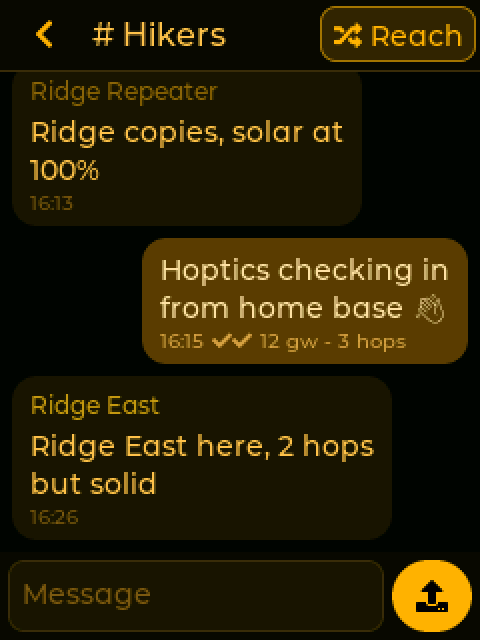 # Hikers
Reach
Ridge Repeater
Ridge copies, solar at
100%
16:13
Hoptics checking in
from home base 👋
16:15 ✓✓ 12 gw - 3 hops
Ridge East
Ridge East here, 2 hops
but solid
16:26
Message